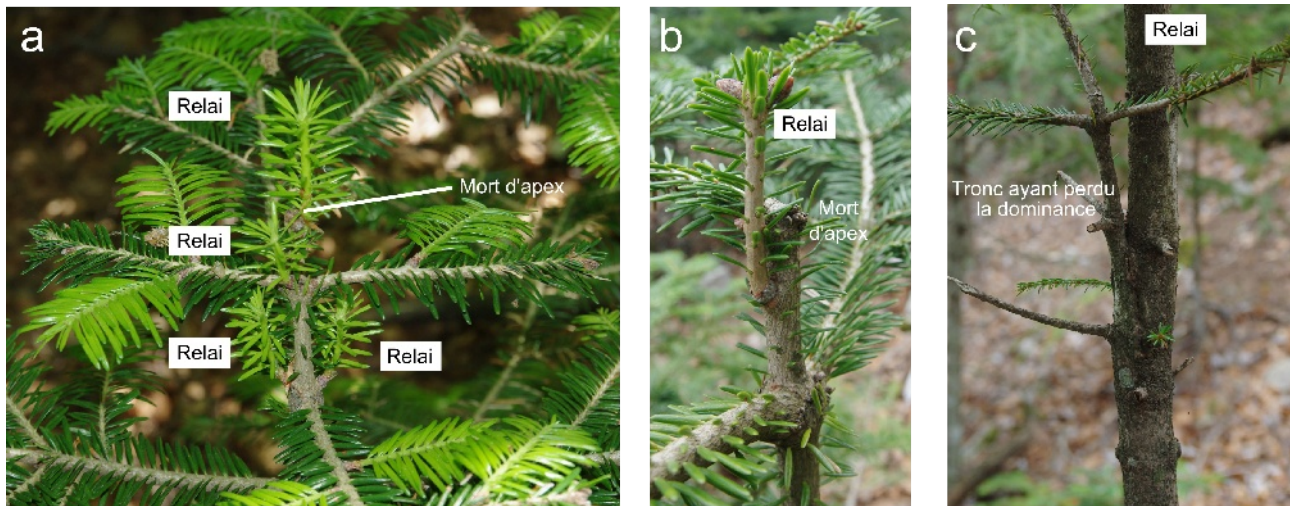 a
Relai
Mort d'apex
Relai
Relai
Relai
b
Relai
Mort
d'apex
c
Relai
Tronc ayant perdu
la dominance